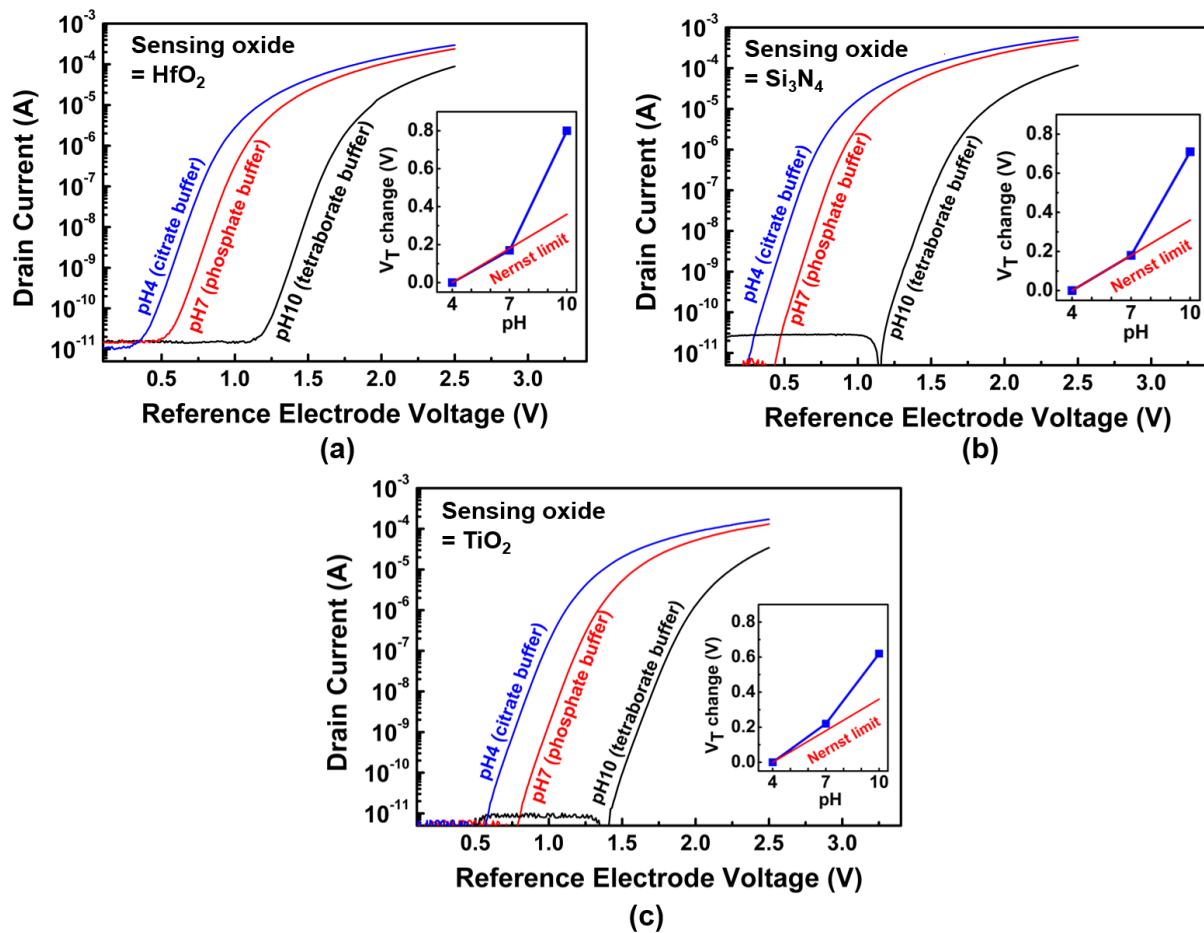 Sensing oxide
= HfO2
Drain Current (A)
10-3
10-4
10-5
10-6
10-7
10-8
10-9
10-10
10-11
pH4 (citrate buffer)
pH7 (phosphate buffer)
pH10 (tetraborate buffer)
VT change (V)
0.8
0.6
0.4
0.2
0.0
Nernst limit
4 7 10
pH
0.5 1.0 1.5 2.0 2.5 3.0
Reference Electrode Voltage (V)
(a)
Sensing oxide
= Si3N4
Drain Current (A)
10-3
10-4
10-5
10-6
10-7
10-8
10-9
10-10
10-11
pH4 (citrate buffer)
pH7 (phosphate buffer)
pH10 (tetraborate buffer)
VT change (V)
0.8
0.6
0.4
0.2
0.0
Nernst limit
4 7 10
pH
0.5 1.0 1.5 2.0 2.5 3.0
Reference Electrode Voltage (V)
(b)
Sensing oxide
= TiO2
Drain Current (A)
10-3
10-4
10-5
10-6
10-7
10-8
10-9
10-10
10-11
pH4 (citrate buffer)
pH7 (phosphate buffer)
pH10 (tetraborate buffer)
VT change (V)
0.8
0.6
0.4
0.2
0.0
Nernst limit
4 7 10
pH
0.5 1.0 1.5 2.0 2.5 3.0
Reference Electrode Voltage (V)
(c)